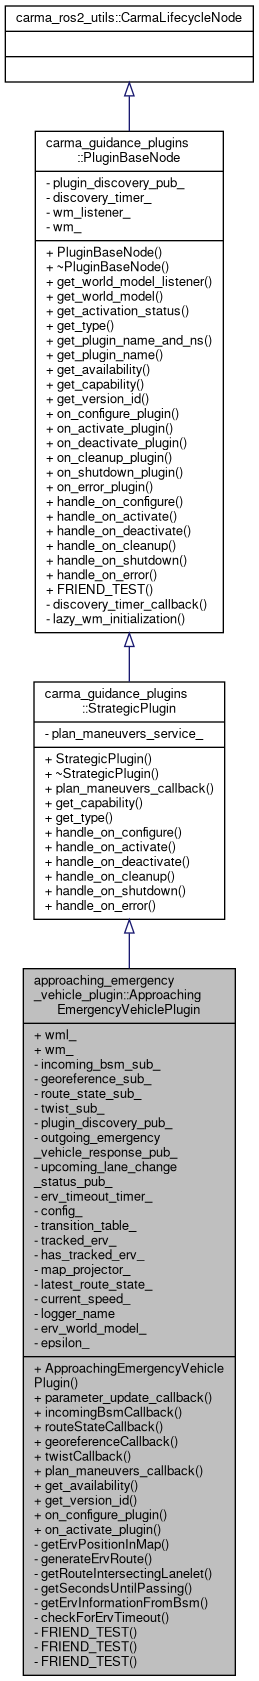 carma_ros2_utils::CarmaLifecycleNode
carma_guidance_plugins
::PluginBaseNode
- plugin_discovery_pub_
- discovery_timer_
- wm_listener_
- wm_
+ PluginBaseNode()
+ ~PluginBaseNode()
+ get_world_model_listener()
+ get_world_model()
+ get_activation_status()
+ get_type()
+ get_plugin_name_and_ns()
+ get_plugin_name()
+ get_availability()
+ get_capability()
+ get_version_id()
+ on_configure_plugin()
+ on_activate_plugin()
+ on_deactivate_plugin()
+ on_cleanup_plugin()
+ on_shutdown_plugin()
+ on_error_plugin()
+ handle_on_configure()
+ handle_on_activate()
+ handle_on_deactivate()
+ handle_on_cleanup()
+ handle_on_shutdown()
+ handle_on_error()
+ FRIEND_TEST()
- discovery_timer_callback()
- lazy_wm_initialization()
carma_guidance_plugins
::StrategicPlugin
- plan_maneuvers_service_
+ StrategicPlugin()
+ ~StrategicPlugin()
+ plan_maneuvers_callback()
+ get_capability()
+ get_type()
+ handle_on_configure()
+ handle_on_activate()
+ handle_on_deactivate()
+ handle_on_cleanup()
+ handle_on_shutdown()
+ handle_on_error()
approaching_emergency
_vehicle_plugin::Approaching
EmergencyVehiclePlugin
+ wml_
+ wm_
- incoming_bsm_sub_
- georeference_sub_
- route_state_sub_
- twist_sub_
- plugin_discovery_pub_
- outgoing_emergency
_vehicle_response_pub_
- upcoming_lane_change
_status_pub_
- erv_timeout_timer_
- config_
- transition_table_
- tracked_erv_
- has_tracked_erv_
- map_projector_
- latest_route_state_
- current_speed_
- logger_name
- erv_world_model_
- epsilon_
+ ApproachingEmergencyVehicle
Plugin()
+ parameter_update_callback()
+ incomingBsmCallback()
+ routeStateCallback()
+ georeferenceCallback()
+ twistCallback()
+ plan_maneuvers_callback()
+ get_availability()
+ get_version_id()
+ on_configure_plugin()
+ on_activate_plugin()
- getErvPositionInMap()
- generateErvRoute()
- getRouteIntersectingLanelet()
- getSecondsUntilPassing()
- getErvInformationFromBsm()
- checkForErvTimeout()
- FRIEND_TEST()
- FRIEND_TEST()
- FRIEND_TEST()